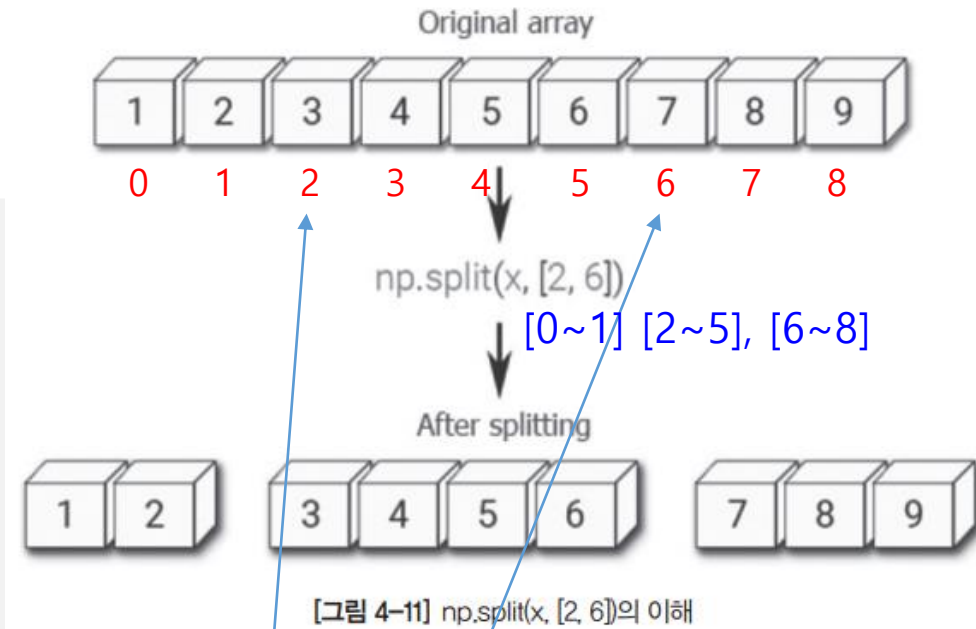 Original array
1 2 3 4 5 6 7 8 9
0 1 2 3 4 5 6 7 8
np.split(x, [2, 6])
[0~1] [2~5], [6~8]
After splitting
1 2 3 4 5 6 7 8 9
[그림 4-11] np.split(x, [2, 6])의 이해